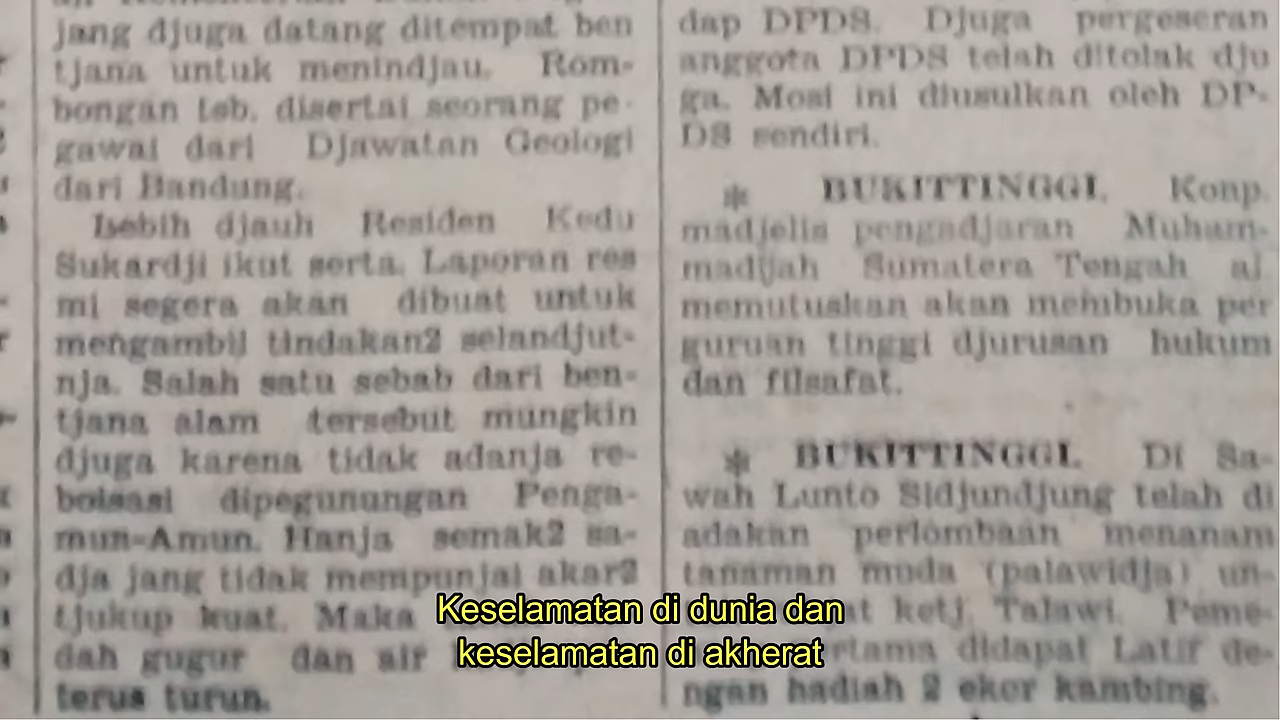 jang djuga datang ditempat ben
tjana untuk menindjau. Rom-
bongan tsb. disertai seorang pe-
gawai dari Djawatan Geologi
dari Bandung.
Lebih djauh Residen Kedu
Sukardji ikut serta. Laporan res
mi segera akan dibuat untuk
mengambil tindakan2 selandjut-
nja. Salah satu sebab dari ben-
tjana alam tersebut mungkin
djuga karena tidak adanja re-
boisasi dipegunungan Penga-
mun-Amun. Hanja semak2 sa-
dja jang tidak mempunjai akar2
tjukup kuat. Maka
dah gugur dan air
terus turun.
dap DPDS. Djuga pergeseran
anggota DPDS telah ditolak dju
ga. Mosi ini diusulkan oleh DP-
DS sendiri.
* BUKITTINGGI. Konp.
madjelis pengadjaran Muham-
madijah Sumatera Tengah al
memutuskan akan membuka per
guruan tinggi djurusan hukum
dan filsafat.
* BUKITTINGGI. Di Sa-
wah Lunto Sidjundjung telah di
adakan perlombaan menanam
tanaman muda (palawidja) un-
at ketj. Talawi. Peme-
rtama didapat Latif de-
ngan hadiah 2 ekor kambing.
Keselamatan di dunia dan
keselamatan di akherat